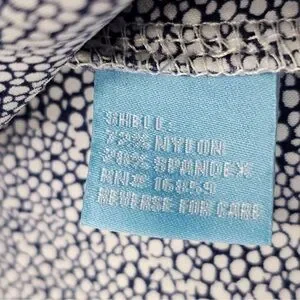 SHELL
72% NYLON
28% SPANDEX
RN# 16859
REVERSE FOR CARE